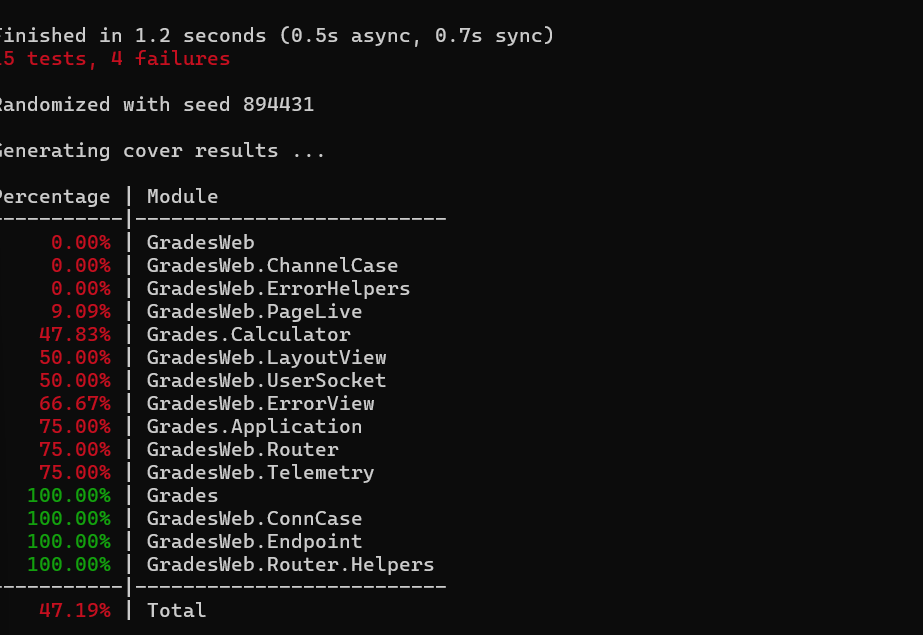 Finished in 1.2 seconds (0.5s async, 0.7s sync)
5 tests, 4 failures
Randomized with seed 894431
Generating cover results ...
Percentage | Module
-----------|--------------------------
0.00% | GradesWeb
0.00% | GradesWeb.ChannelCase
0.00% | GradesWeb.ErrorHelpers
9.09% | GradesWeb.PageLive
47.83% | Grades.Calculator
50.00% | GradesWeb.LayoutView
50.00% | GradesWeb.UserSocket
66.67% | GradesWeb.ErrorView
75.00% | Grades.Application
75.00% | GradesWeb.Router
75.00% | GradesWeb.Telemetry
100.00% | Grades
100.00% | GradesWeb.ConnCase
100.00% | GradesWeb.Endpoint
100.00% | GradesWeb.Router.Helpers
-----------|--------------------------
47.19% | Total